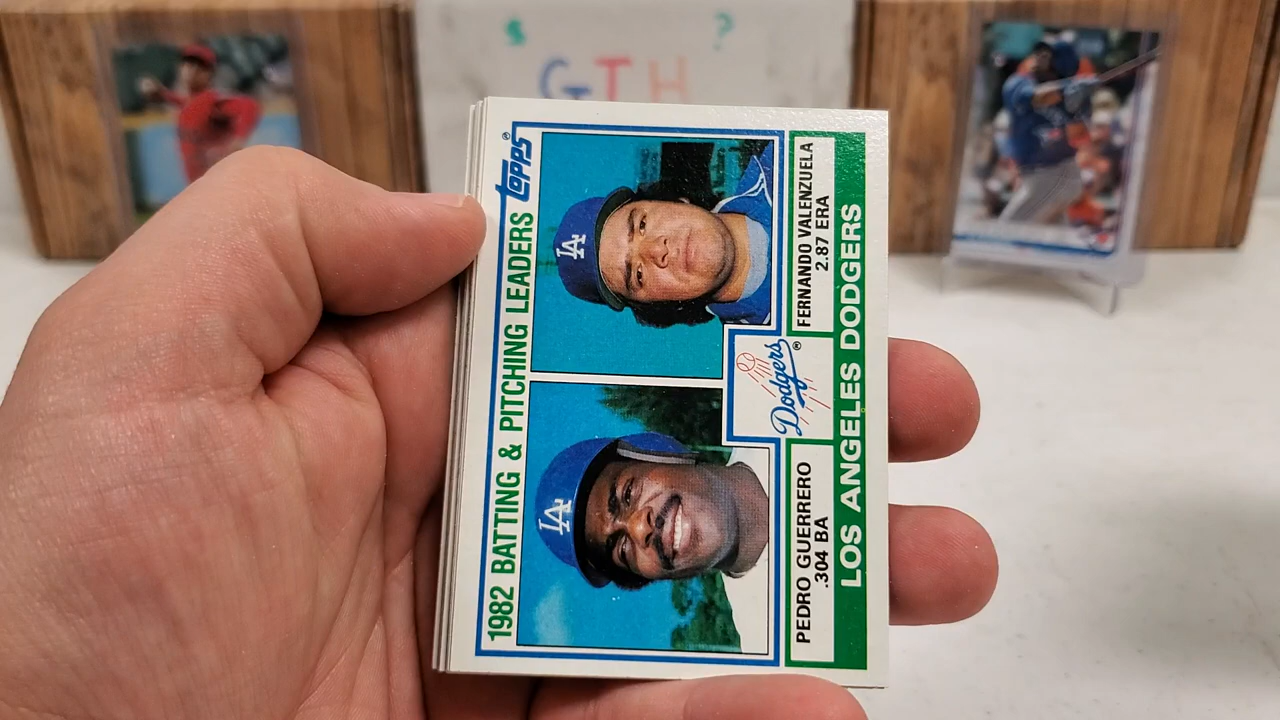 $ ?
GTH
1982 BATTING & PITCHING LEADERS Topps®
Dodgers®
PEDRO GUERRERO
.304 BA
FERNANDO VALENZUELA
2.87 ERA
LOS ANGELES DODGERS
LA
LA